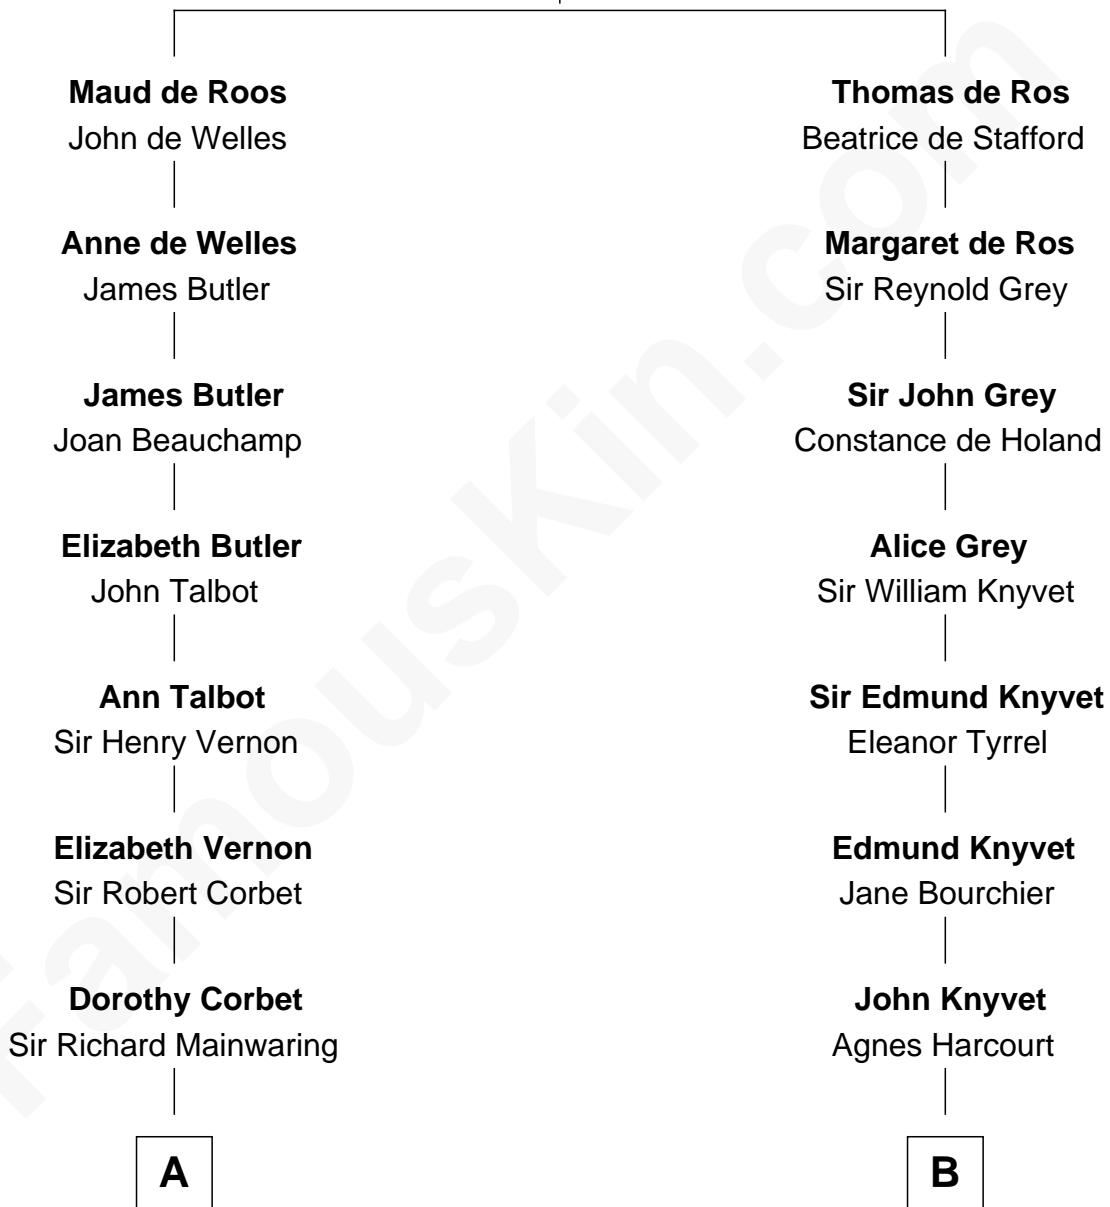 Maud de Roos
John de Welles
Thomas de Ros
Beatrice de Stafford
Anne de Welles
James Butler
Margaret de Ros
Sir Reynold Grey
James Butler
Joan Beauchamp
Sir John Grey
Constance de Holand
Elizabeth Butler
John Talbot
Alice Grey
Sir William Knyvet
Ann Talbot
Sir Henry Vernon
Sir Edmund Knyvet
Eleanor Tyrrel
Elizabeth Vernon
Sir Robert Corbet
Edmund Knyvet
Jane Bourchier
Dorothy Corbet
Sir Richard Mainwaring
John Knyvet
Agnes Harcourt
A
B
FamousKin.com